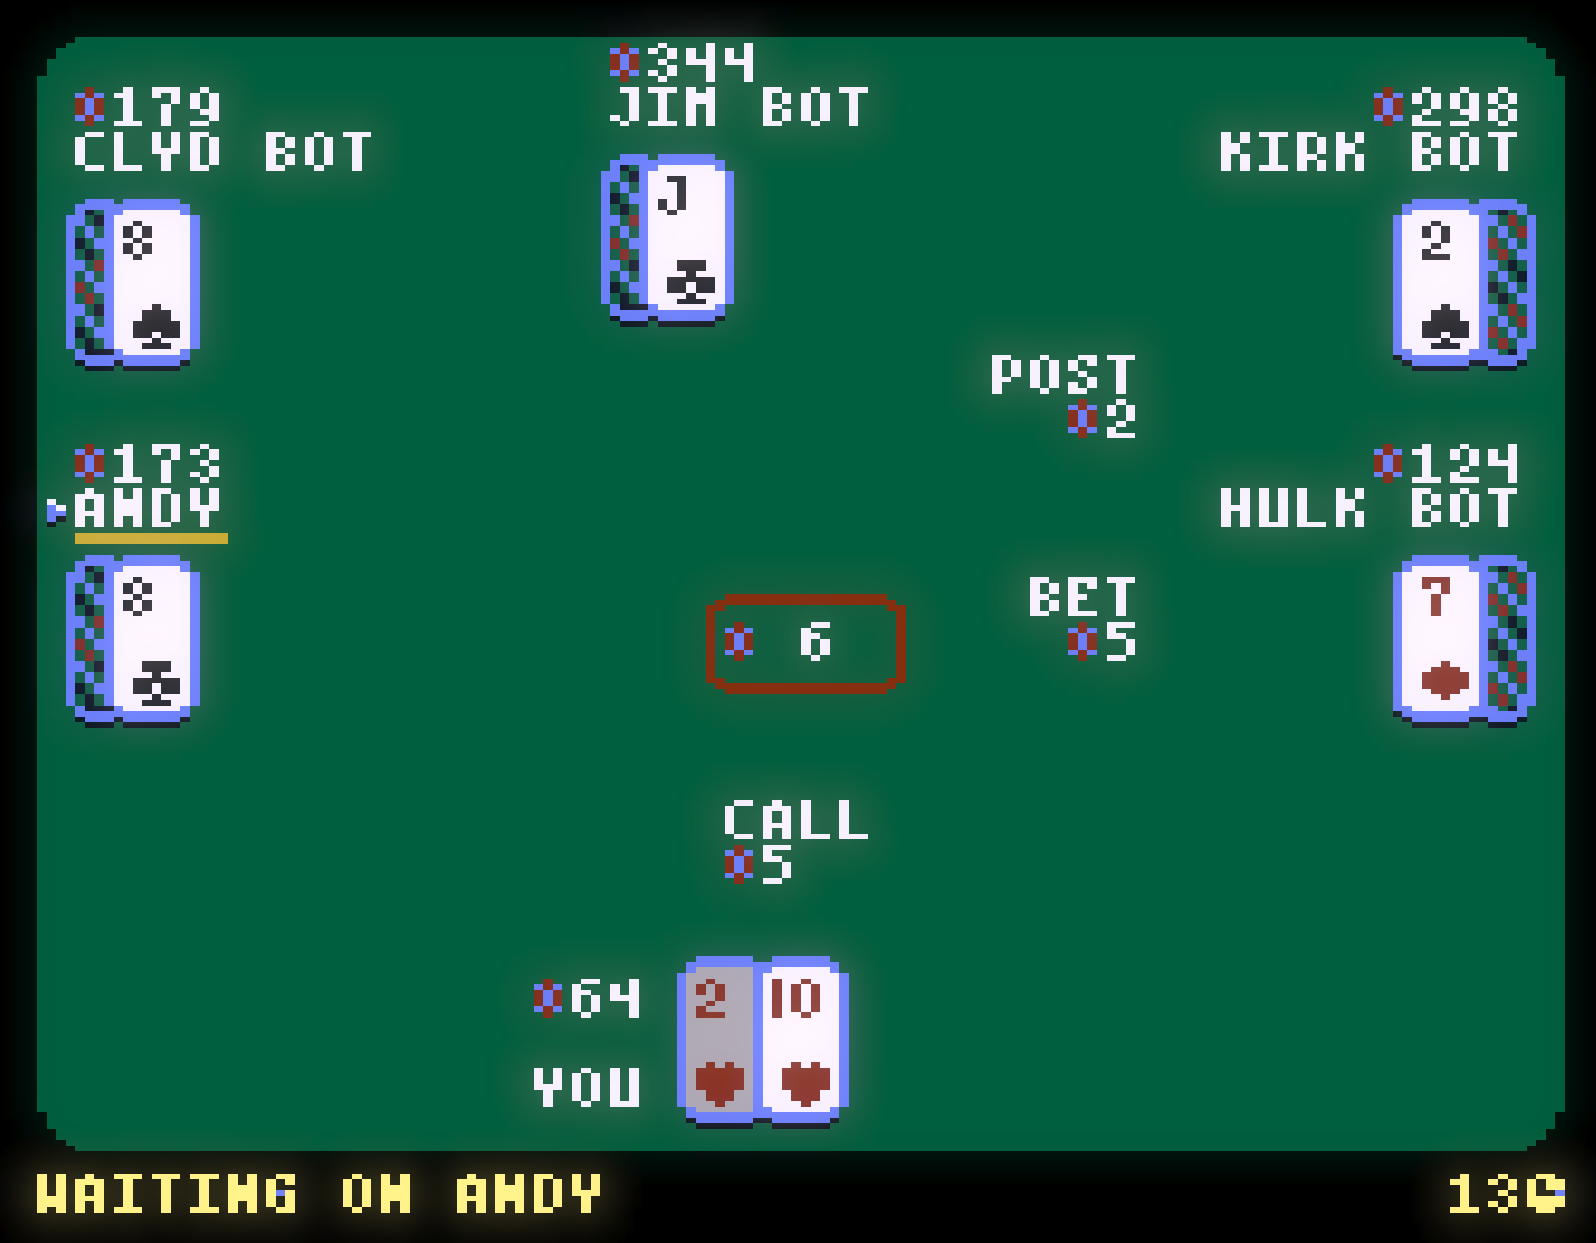 344
JIM BOT
179
CLYD BOT
298
KIRK BOT
8
J
2
POST
2
173
ANDY
124
HULK BOT
8
6
BET
5
7
CALL
5
64
YOU
2
10
WAITING ON ANDY
13